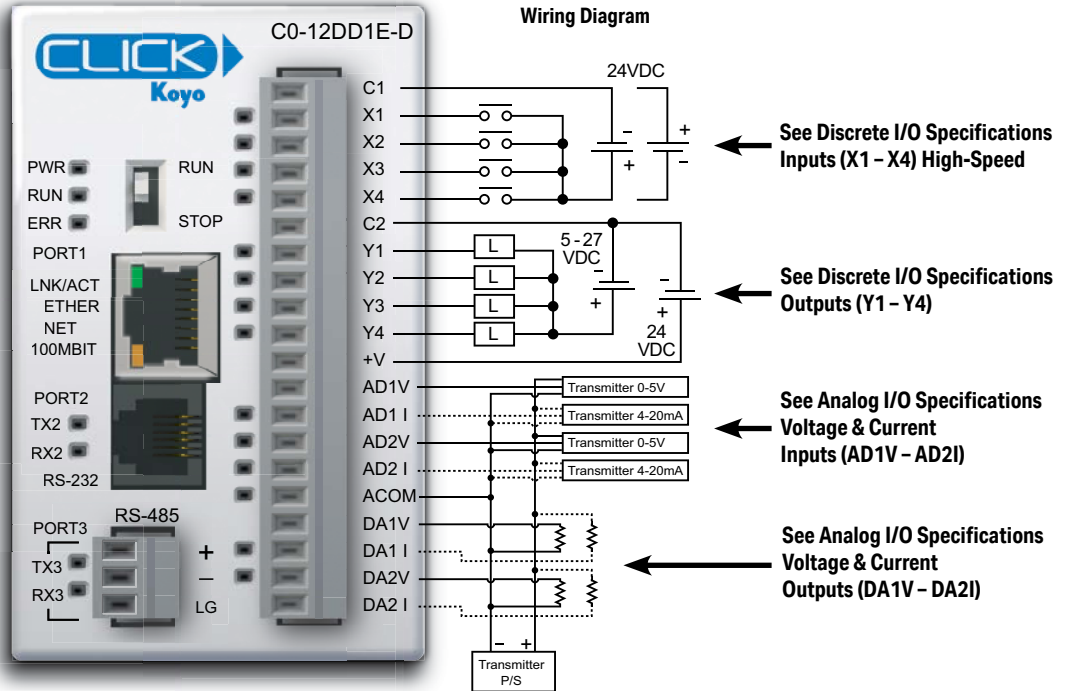 Wiring Diagram
C0-12DD1E-D
CLICK
Koyo
PWR
RUN
ERR
RUN
STOP
PORT1
LNK/ACT
ETHER
NET
100MBIT
PORT2
TX2
RX2
RS-232
PORT3
RS-485
TX3
RX3
+
–
LG
C1
X1
X2
X3
X4
C2
Y1
Y2
Y3
Y4
+V
AD1V
AD1 I
AD2V
AD2 I
ACOM
DA1V
DA1 I
DA2V
DA2 I
24VDC
-
+
+
-
L
L
L
L
5-27
VDC
-
+
-
+
24
VDC
Transmitter 0-5V
Transmitter 4-20mA
Transmitter 0-5V
Transmitter 4-20mA
- +
Transmitter
P/S
See Discrete I/O Specifications
Inputs (X1 – X4) High-Speed
See Discrete I/O Specifications
Outputs (Y1 – Y4)
See Analog I/O Specifications
Voltage & Current
Inputs (AD1V – AD2I)
See Analog I/O Specifications
Voltage & Current
Outputs (DA1V – DA2I)